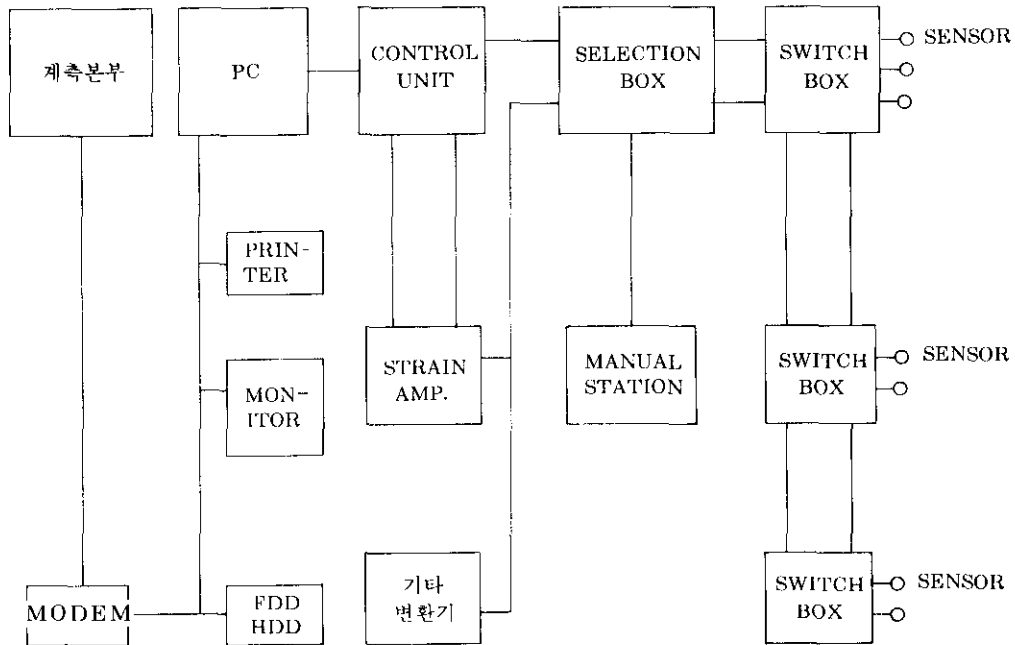 계측본부
PC
CONTROL
UNIT
SELECTION
BOX
SWITCH
BOX
SENSOR
PRIN-
TER
MON-
ITOR
STRAIN
AMP.
MANUAL
STATION
SWITCH
BOX
SENSOR
MODEM
FDD
HDD
기타
변환기
SWITCH
BOX
SENSOR